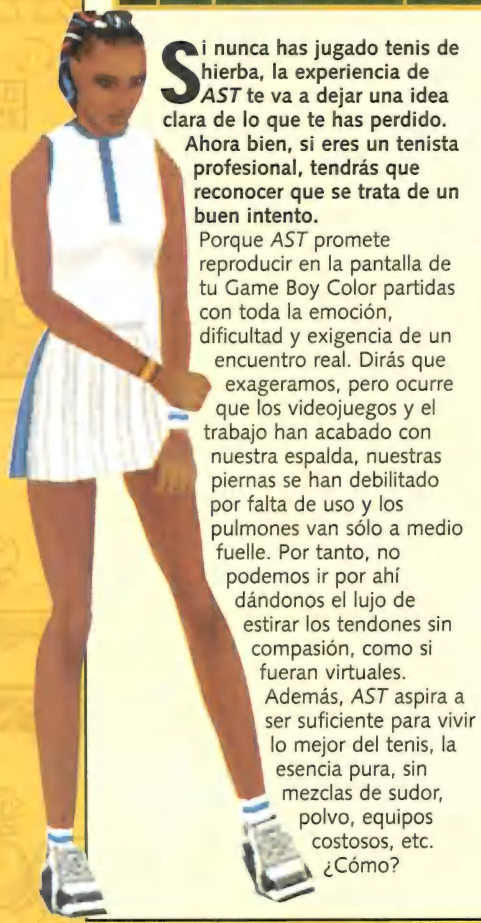 Si nunca has jugado tenis de
hierba, la experiencia de
AST te va a dejar una idea
clara de lo que te has perdido.
Ahora bien, si eres un tenista
profesional, tendrás que
reconocer que se trata de un
buen intento.
Porque AST promete
reproducir en la pantalla de
tu Game Boy Color partidas
con toda la emoción,
dificultad y exigencia de un
encuentro real. Dirás que
exageramos, pero ocurre
que los videojuegos y el
trabajo han acabado con
nuestra espalda, nuestras
piernas se han debilitado
por falta de uso y los
pulmones van sólo a medio
fuelle. Por tanto, no
podemos ir por ahí
dándonos el lujo de
estirar los tendones sin
compasión, como si
fueran virtuales.
Además, AST aspira a
ser suficiente para vivir
lo mejor del tenis, la
esencia pura, sin
mezclas de sudor,
polvo, equipos
costosos, etc.
¿Cómo?